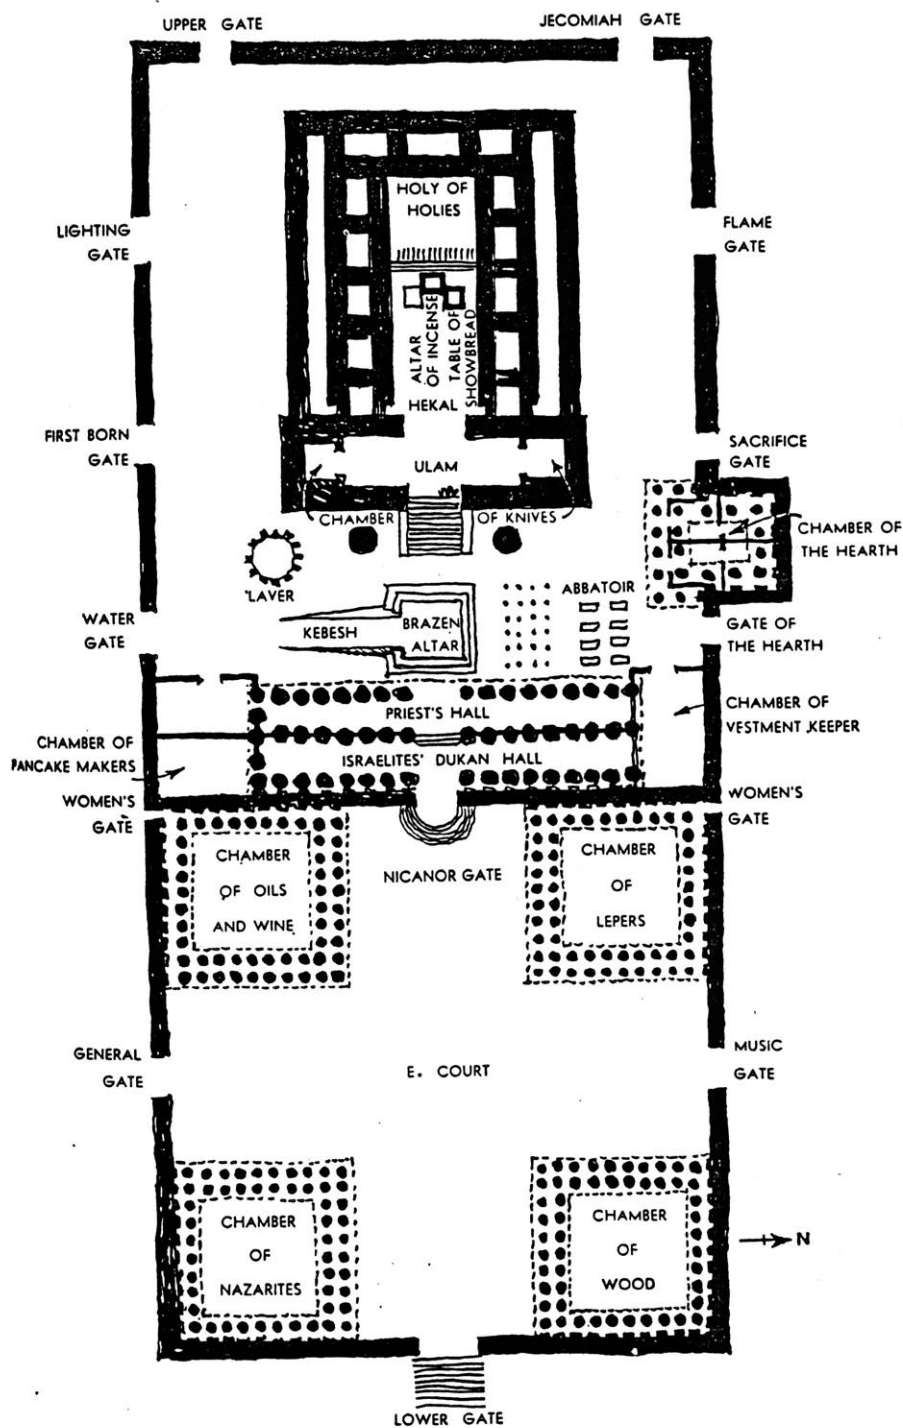 UPPER GATE
JECOMIAH GATE
HOLY OF
HOLIES
LIGHTING
GATE
FLAME
GATE
ALTAR
OF INCENSE
TABLE OF
SHOWBREAD
HEKAL
FIRST BORN
GATE
SACRIFICE
GATE
ULAM
CHAMBER OF KNIVES
CHAMBER OF
THE HEARTH
LAVER
ABBATOIR
WATER
GATE
KEBESH
BRAZEN
ALTAR
GATE OF
THE HEARTH
PRIEST'S HALL
CHAMBER OF
VESTMENT KEEPER
ISRAELITES' DUKAN HALL
CHAMBER OF
PANCAKE MAKERS
WOMEN'S
GATE
WOMEN'S
GATE
CHAMBER
OF OILS
AND WINE
NICANOR GATE
CHAMBER
OF
LEPERS
GENERAL
GATE
E. COURT
MUSIC
GATE
CHAMBER
OF
NAZARITES
CHAMBER
OF
WOOD
N
LOWER GATE